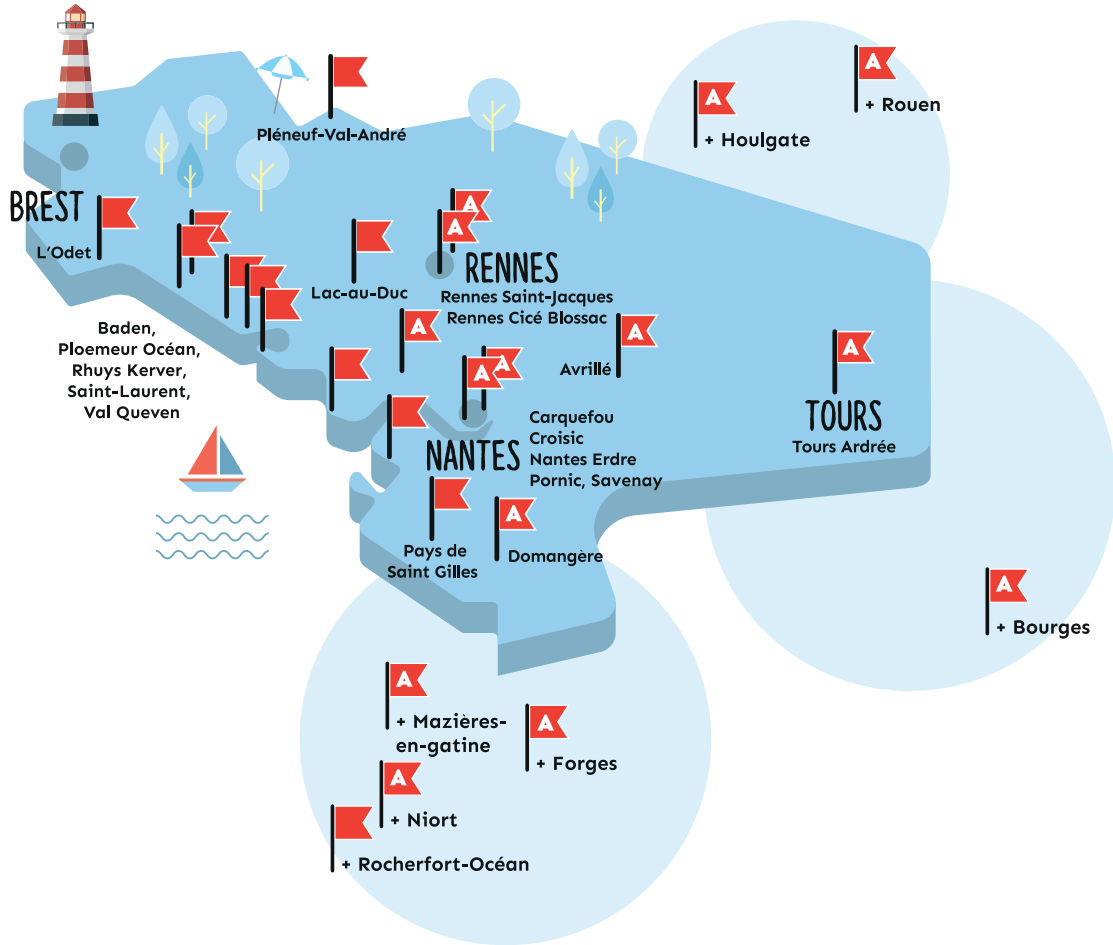 A
+ Rouen
A
+ Houlgate
Pléneuf-Val-André
BREST
L'Odet
Lac-au-Duc
A
A
RENNES
Rennes Saint-Jacques
Rennes Cicé Blossac
Baden,
Ploemeur Océan,
Rhuys Kerver,
Saint-Laurent,
Val Queven
A
A
Avrillé
A
TOURS
Tours Ardrée
A
A
NANTES
Carquefou
Croisic
Nantes Erdre
Pornic, Savenay
Pays de
Saint Gilles
A
Domangère
A
+ Bourges
A
+ Mazières-
en-gatine
A
+ Forges
A
+ Niort
+ Rocherfort-Océan